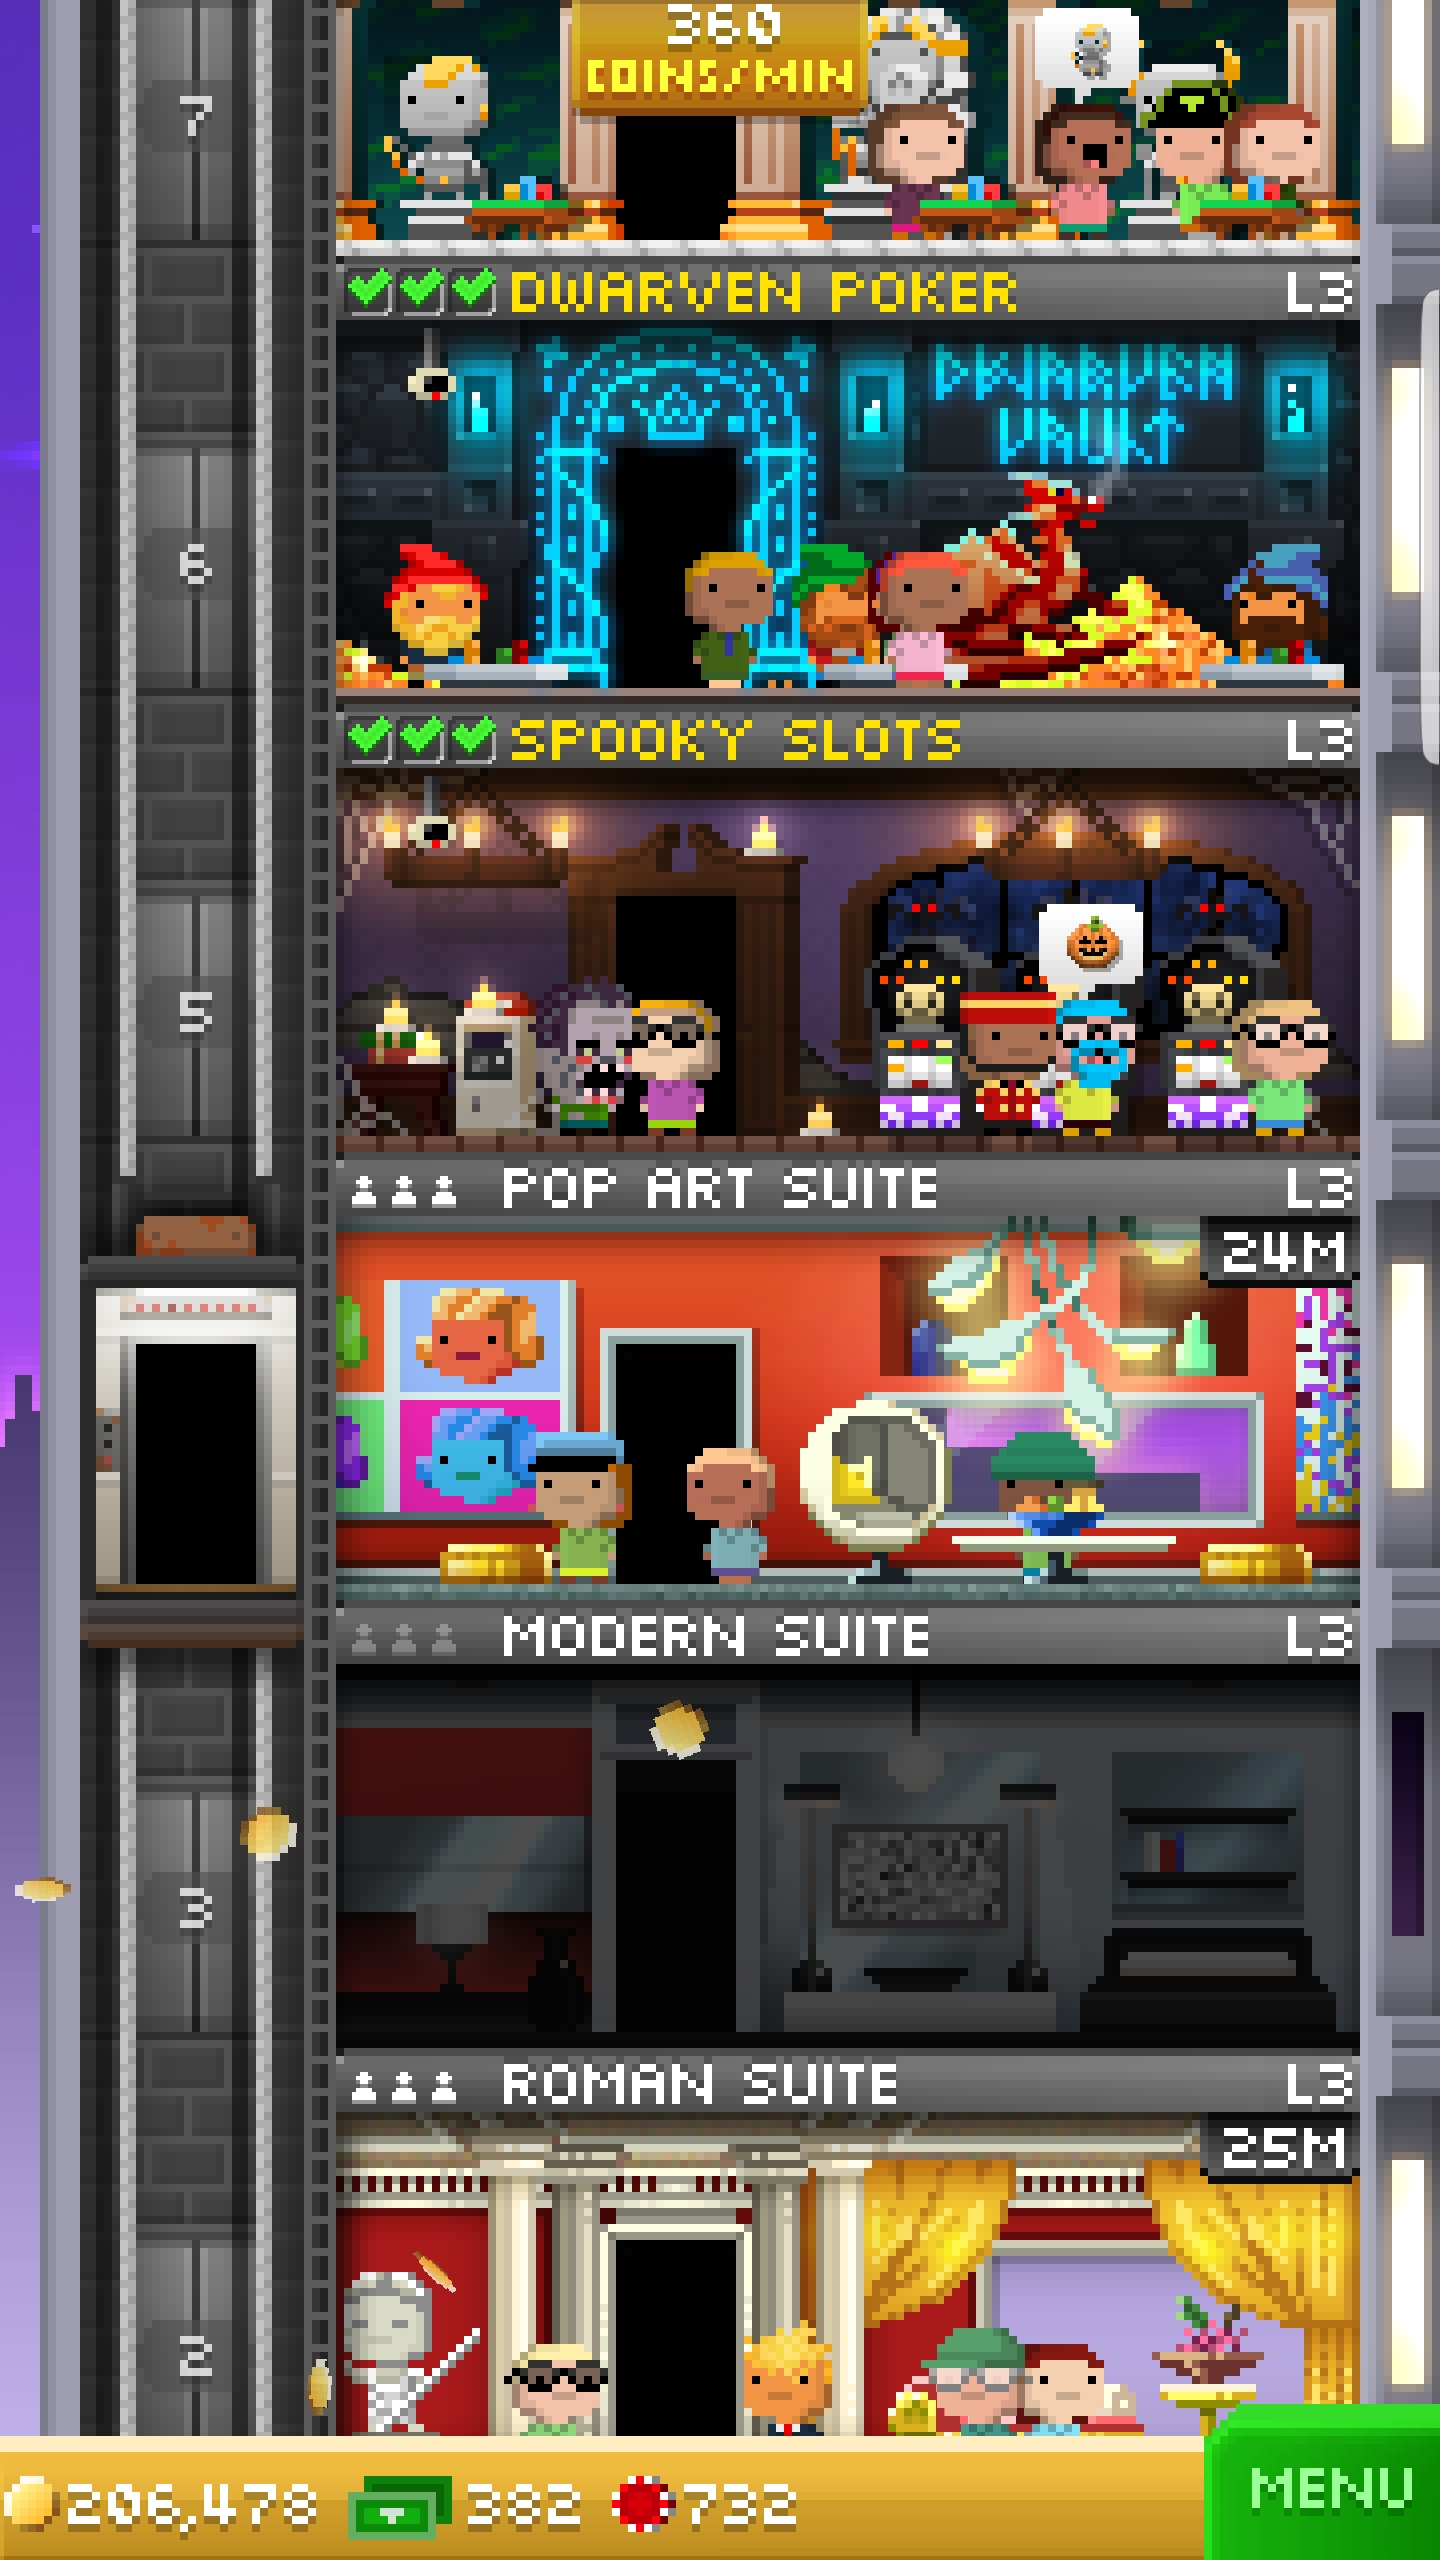 360
COINS/MIN
7
DWARVEN POKER L3
DWARVEN
VAULT
6
SPOOKY SLOTS L3
5
POP ART SUITE L3
24M
MODERN SUITE L3
3
ROMAN SUITE L3
25M
2
206,478 382 732
MENU